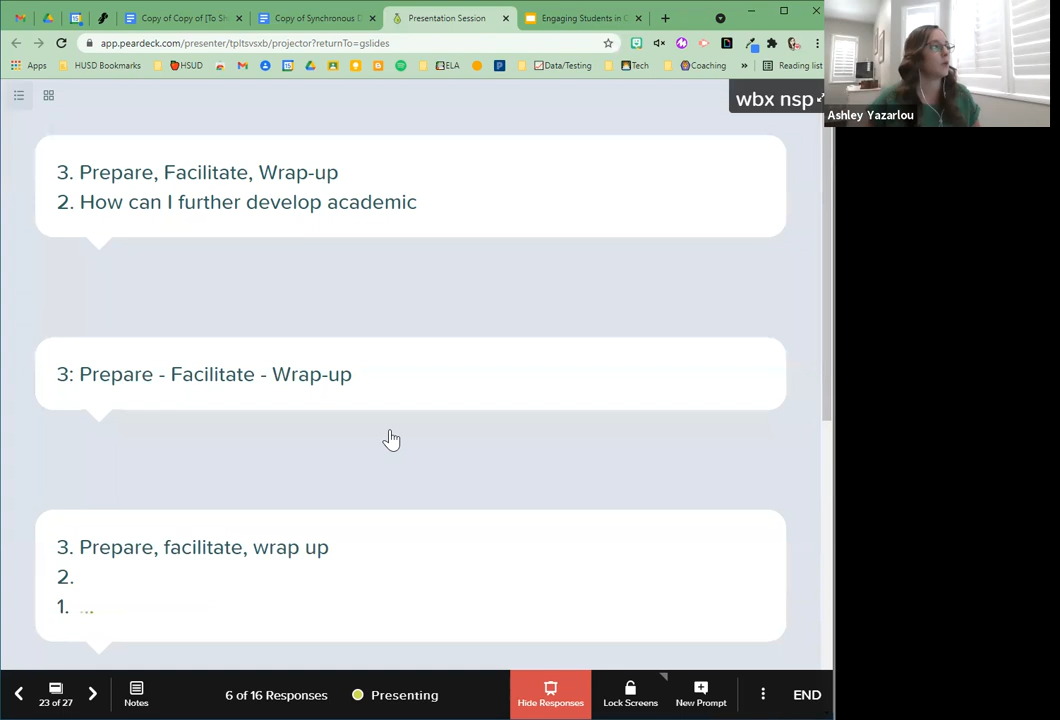 Copy of Copy of [To Sh
Copy of Synchronous D
Presentation Session
Engaging Students in C
app.peardeck.com/presenter/tpltsvsxb/projector?returnTo=gslides
Apps
HUSD Bookmarks
HSUD
ELA
Data/Testing
Tech
Coaching
Reading list
wbx nsp
Ashley Yazarlou
3. Prepare, Facilitate, Wrap-up
2. How can I further develop academic
3: Prepare - Facilitate - Wrap-up
3. Prepare, facilitate, wrap up
2.
1. ...
23 of 27
Notes
6 of 16 Responses
Presenting
Hide Responses
Lock Screens
New Prompt
END